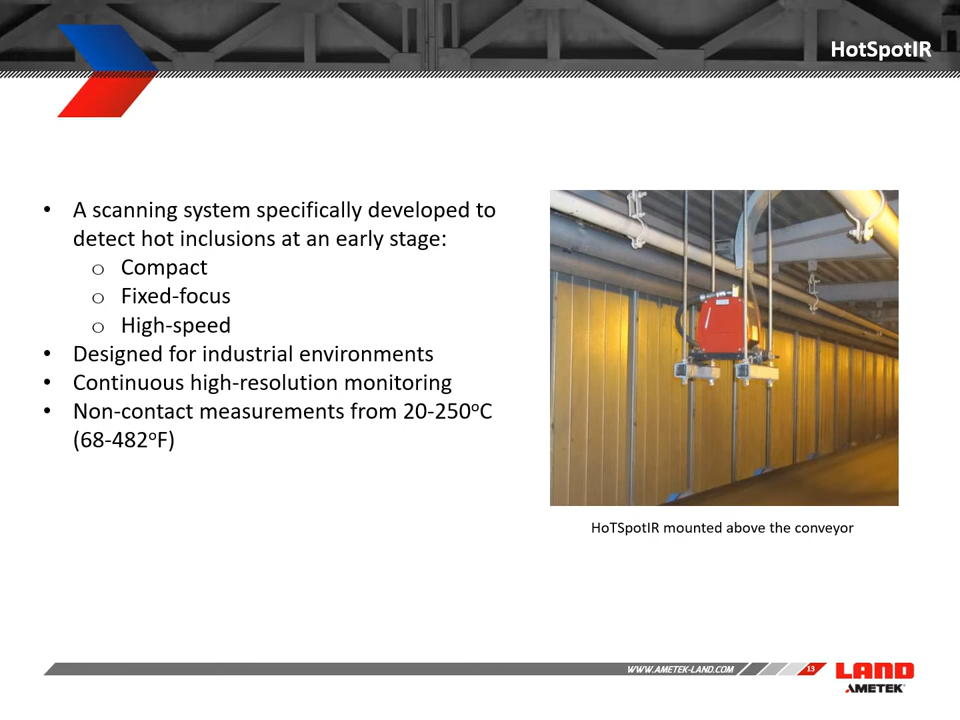 HotSpotIR
• A scanning system specifically developed to
detect hot inclusions at an early stage:
o Compact
o Fixed-focus
o High-speed
• Designed for industrial environments
• Continuous high-resolution monitoring
• Non-contact measurements from 20-250ºC
(68-482ºF)
HoTSpotIR mounted above the conveyor
WWW.AMETEK-LAND.COM
13
LAND
AMETEK